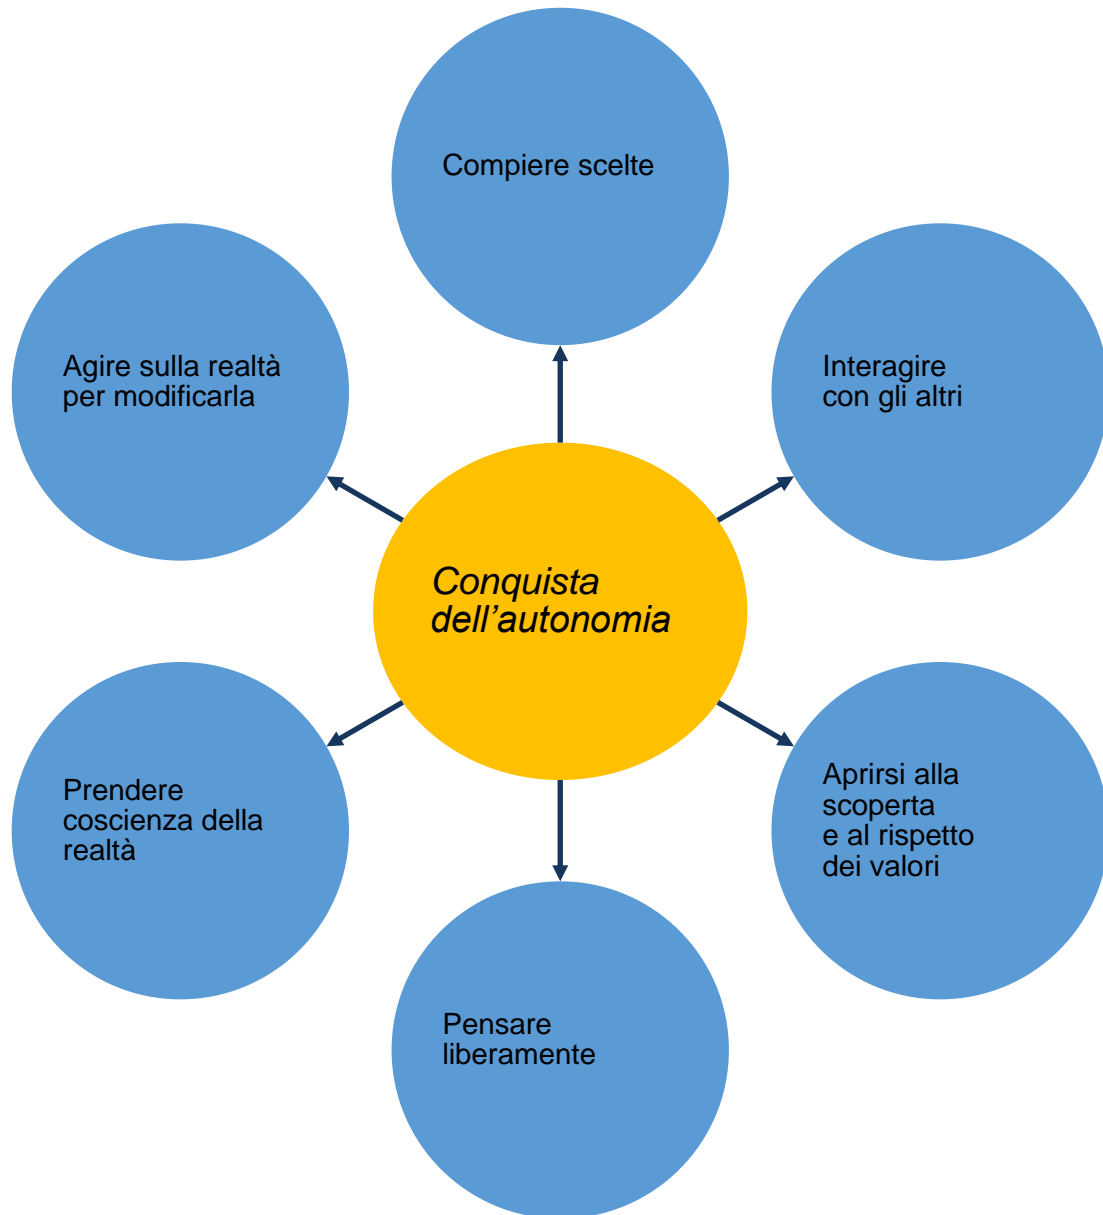 Compiere scelte
Agire sulla realtà
per modificarla
Interagire
con gli altri
Conquista
dell’autonomia
Prendere
coscienza della
realtà
Aprirsi alla
scoperta
e al rispetto
dei valori
Pensare
liberamente